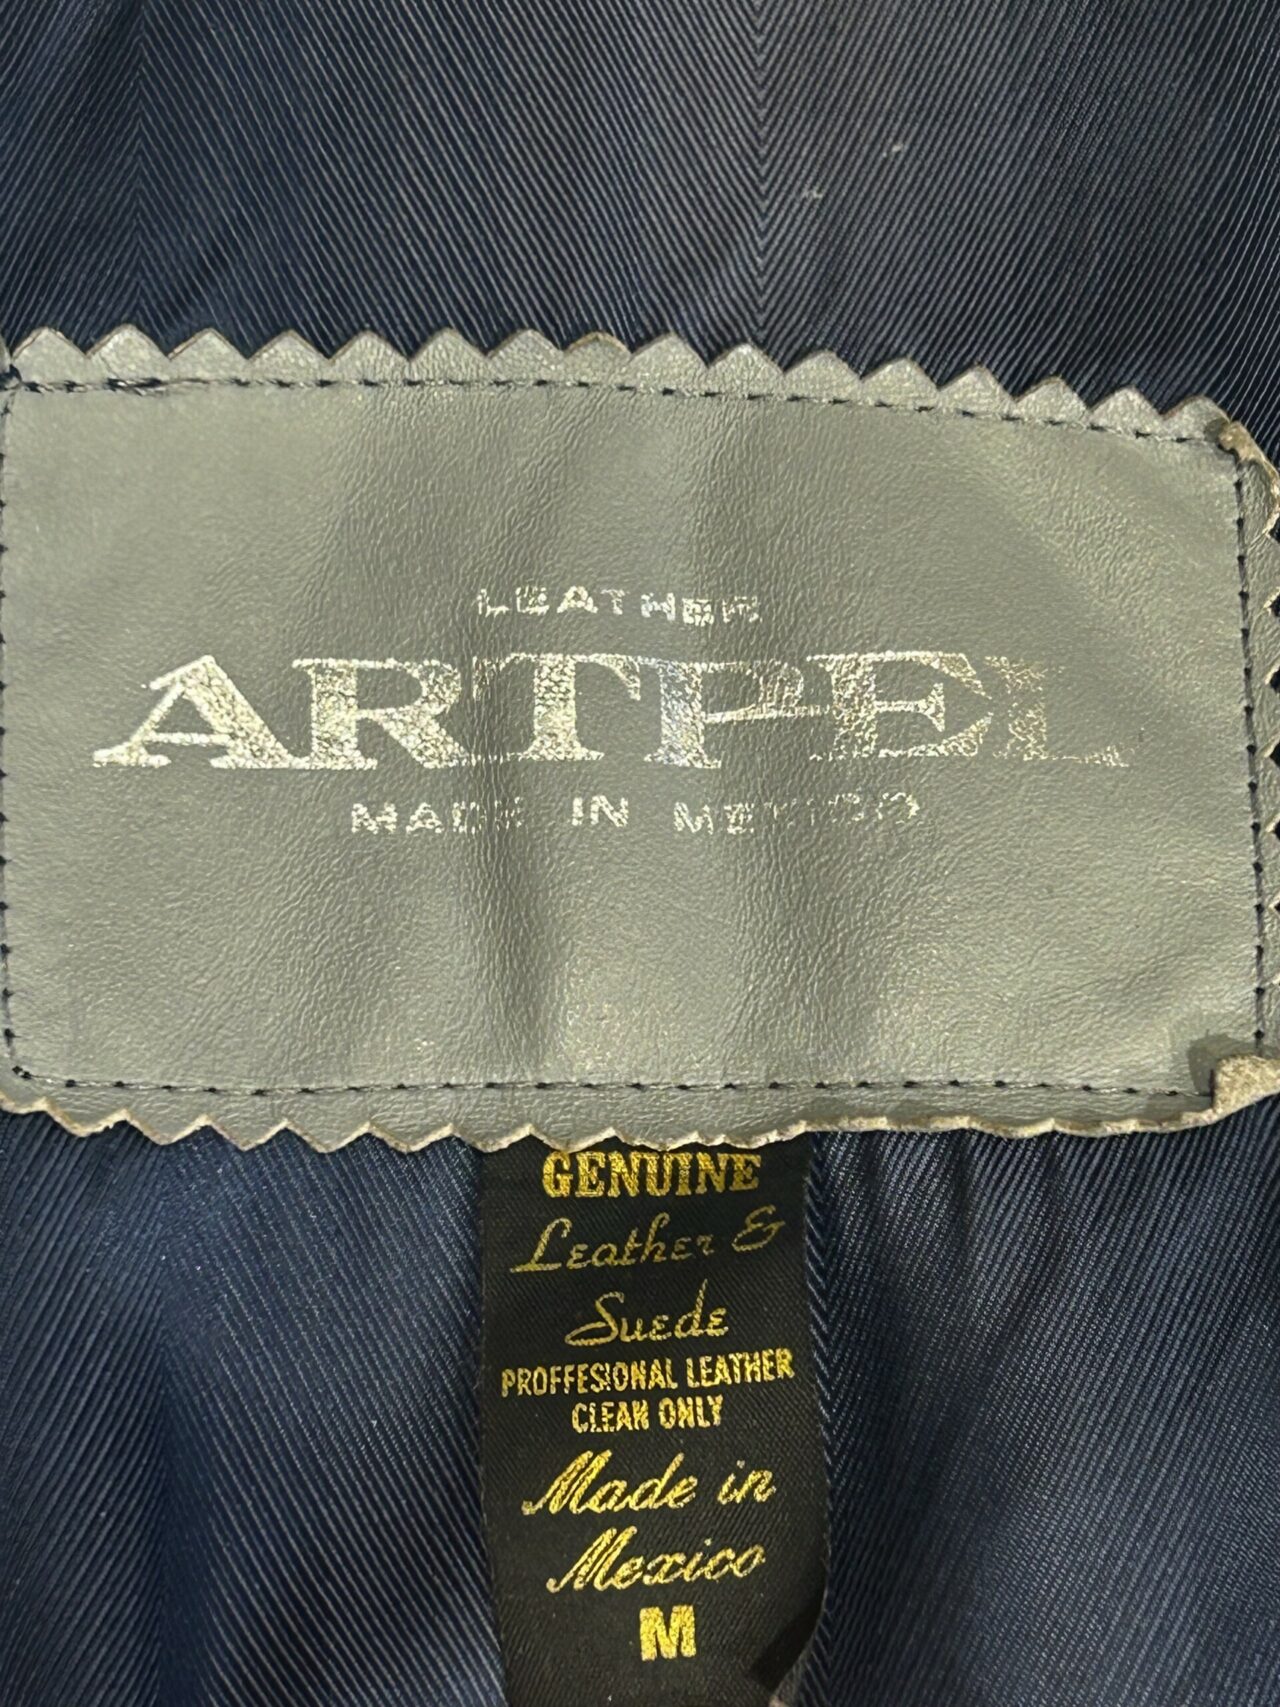 LEATHER
ARTPEL
MADE IN MEXICO
GENUINE
Leather &
Suede
PROFFESIONAL LEATHER
CLEAN ONLY
Made in
Mexico
M